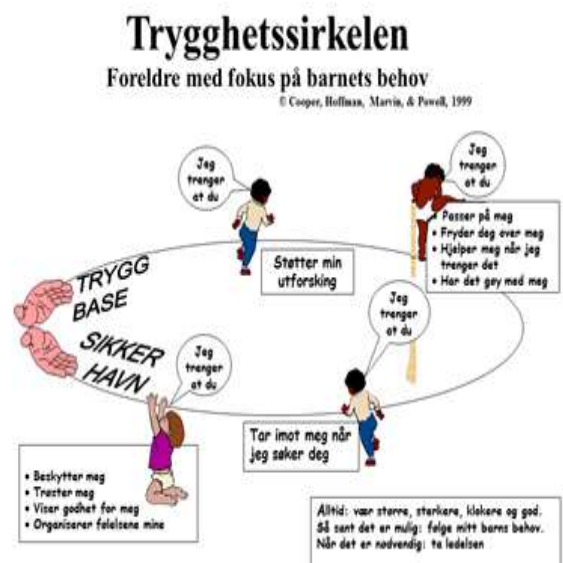 Trygghetssirkelen
Foreldre med fokus på barnets behov
© Cooper, Hoffman, Marvin, & Powell, 1999
Jeg
trenger
at du
Støtter min
utforsking
Jeg
trenger
at du
• Passer på meg
• Fryder deg over meg
• Hjelper meg når jeg
trenger det
• Har det gøy med meg
TRYGG
BASE
SIKKER
HAVN
Jeg
trenger
at du
Tar imot meg når
jeg søker deg
Jeg
trenger
at du
• Beskytter meg
• Trøster meg
• Viser godhet for meg
• Organiserer følelsene mine
Alltid: vær større, sterkere, klokere og god.
Så sant det er mulig: følge mitt barns behov.
Når det er nødvendig: ta ledelsen